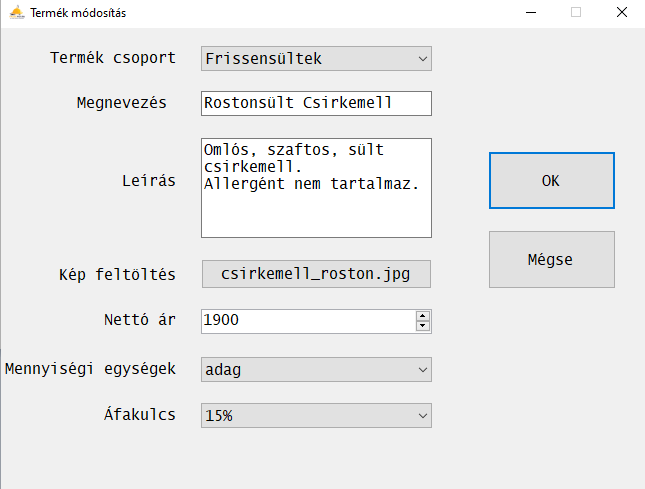 Termék módosítás
Termék csoport Frissensültek
Megnevezés Rostonsült Csirkemell
Leírás
Omlós, szaftos, sült
csirkemell.
Allergént nem tartalmaz.
OK
Mégse
Kép feltöltés csirkemell_roston.jpg
Nettó ár 1900
Mennyiségi egységek adag
Áfakulcs 15%